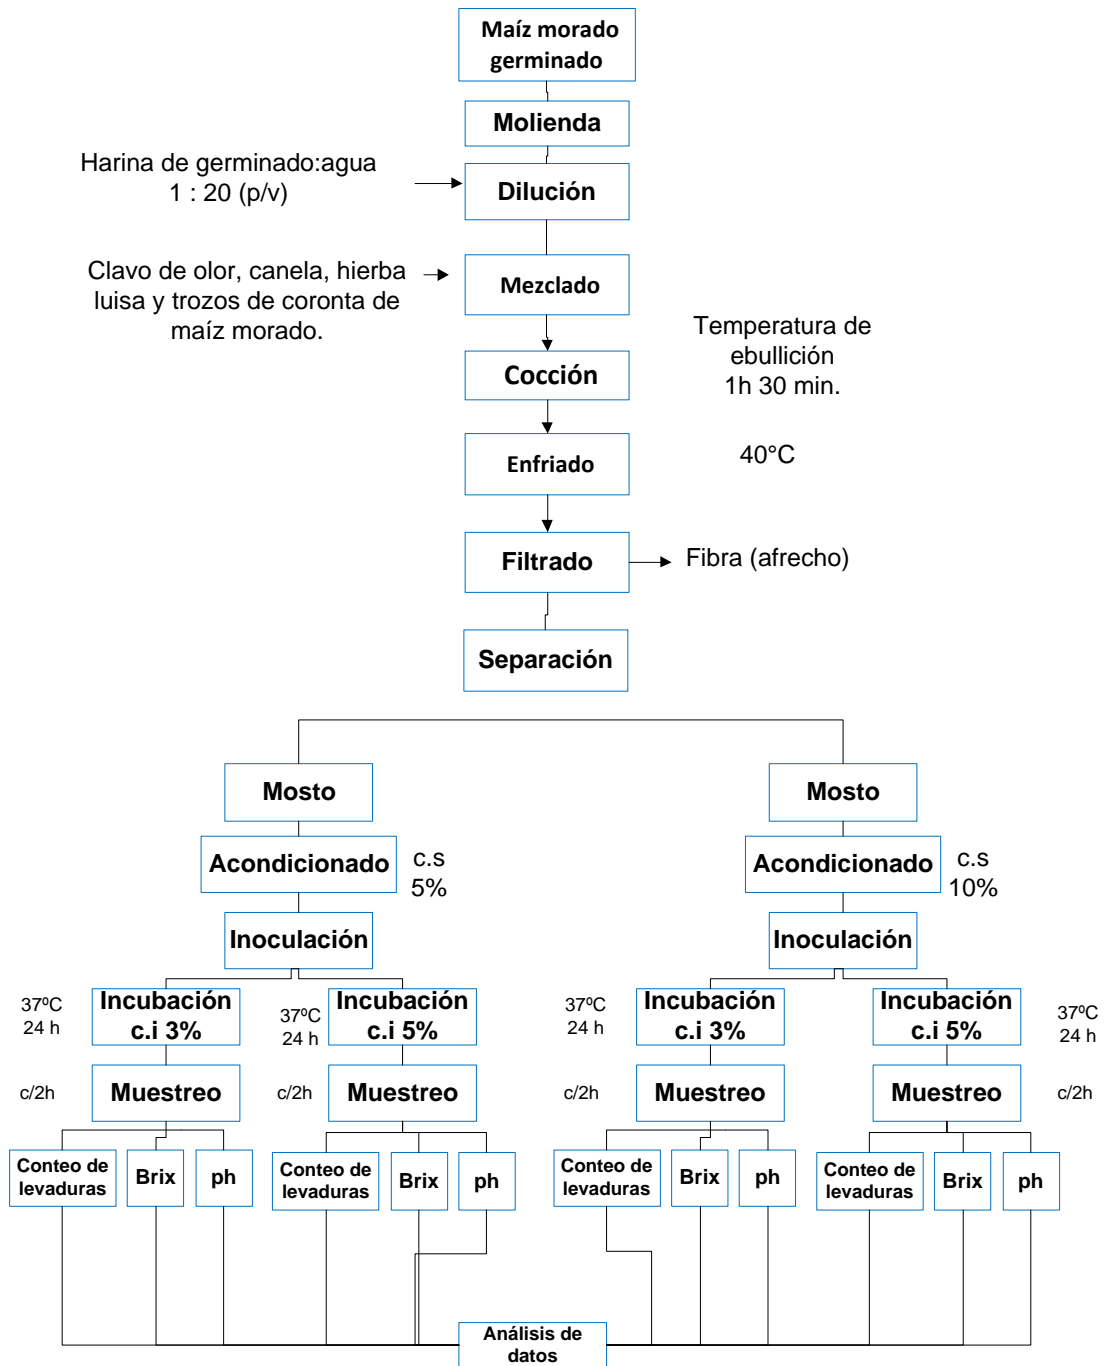 Maíz morado
germinado
Molienda
Harina de germinado:agua
1 : 20 (p/v)
Dilución
Clavo de olor, canela, hierba
luisa y trozos de coronta de
maíz morado.
Mezclado
Temperatura de
ebullición
1h 30 min.
Cocción
Enfriado
40°C
Filtrado
Fibra (afrecho)
Separación
Mosto
Mosto
Acondicionado
c.s
5%
Acondicionado
c.s
10%
Inoculación
Inoculación
37ºC
24 h
Incubación
c.i 3%
37ºC
24 h
Incubación
c.i 5%
37ºC
24 h
Incubación
c.i 3%
Incubación
c.i 5%
37ºC
24 h
c/2h
Muestreo
c/2h
Muestreo
c/2h
Muestreo
Muestreo
c/2h
Conteo de
levaduras
Brix
ph
Conteo de
levaduras
Brix
ph
Conteo de
levaduras
Brix
ph
Conteo de
levaduras
Brix
ph
Análisis de
datos